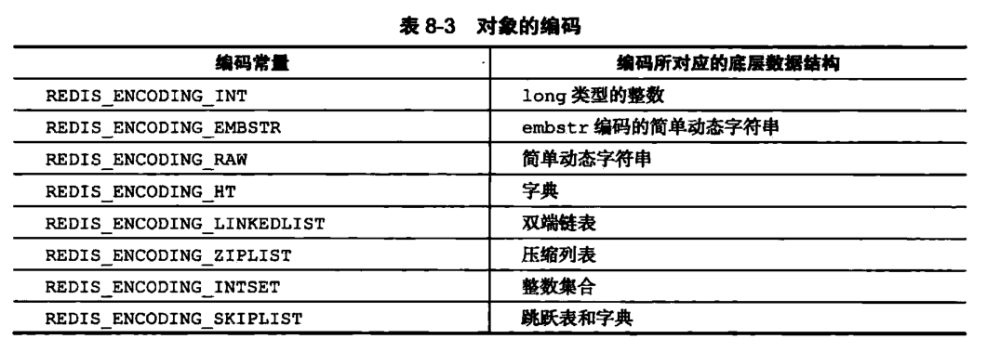 表 8-3 对象的编码
编码常量 编码所对应的底层数据结构
REDIS_ENCODING_INT long 类型的整数
REDIS_ENCODING_EMBSTR embstr 编码的简单动态字符串
REDIS_ENCODING_RAW 简单动态字符串
REDIS_ENCODING_HT 字典
REDIS_ENCODING_LINKEDLIST 双端链表
REDIS_ENCODING_ZIPLIST 压缩列表
REDIS_ENCODING_INTSET 整数集合
REDIS_ENCODING_SKIPLIST 跳跃表和字典